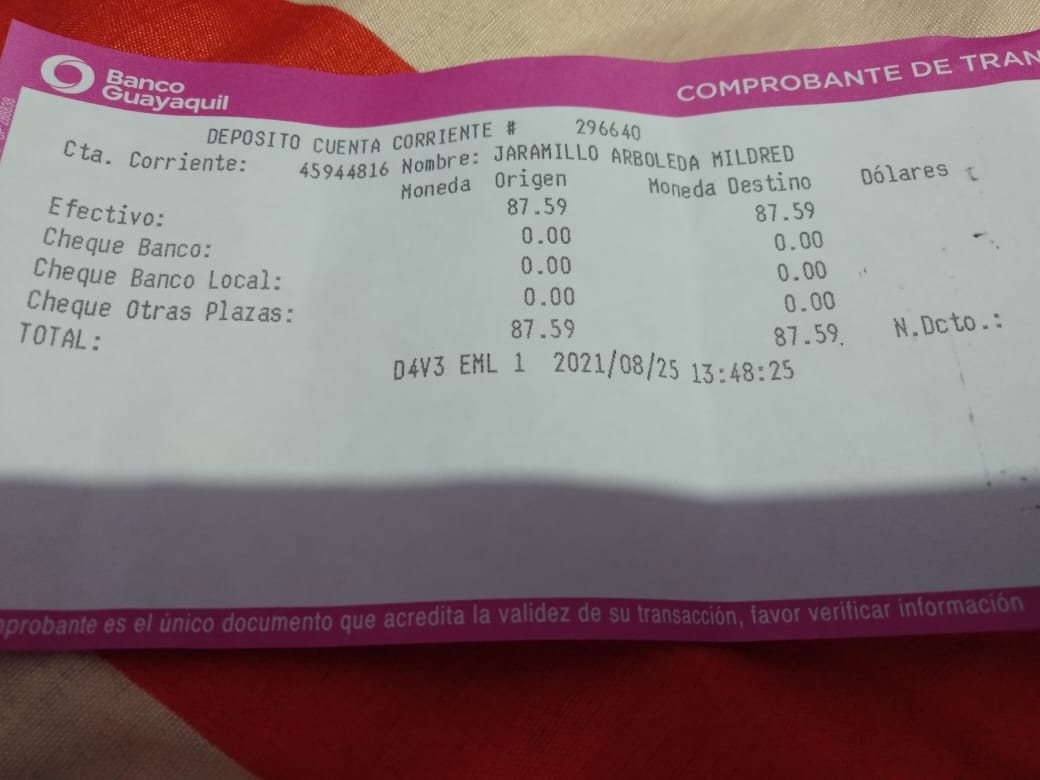 Banco
Guayaquil
COMPROBANTE DE TRAN
DEPOSITO CUENTA CORRIENTE # 296640
Cta. Corriente: 45944816 Nombre: JARAMILLO ARBOLEDA MILDRED
Moneda Origen Moneda Destino Dólares
Efectivo: 87.59 87.59
Cheque Banco: 0.00 0.00
Cheque Banco Local: 0.00 0.00
Cheque Otras Plazas: 0.00 0.00
TOTAL: 87.59 87.59. N.Dcto.:
D4V3 EML 1 2021/08/25 13:48:25
probante es el único documento que acredita la validez de su transacción, favor verificar información